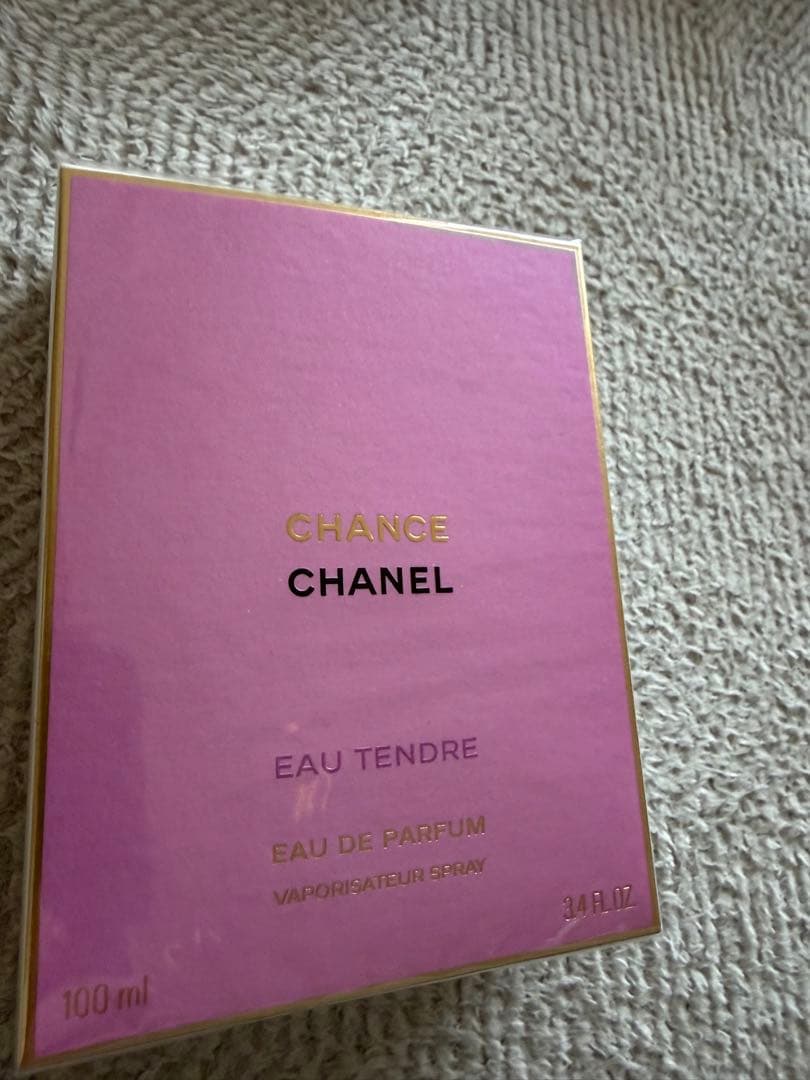 CHANCE
CHANEL
EAU TENDRE
EAU DE PARFUM
VAPORISATEUR SPRAY
3.4 FL. OZ.
100 ml